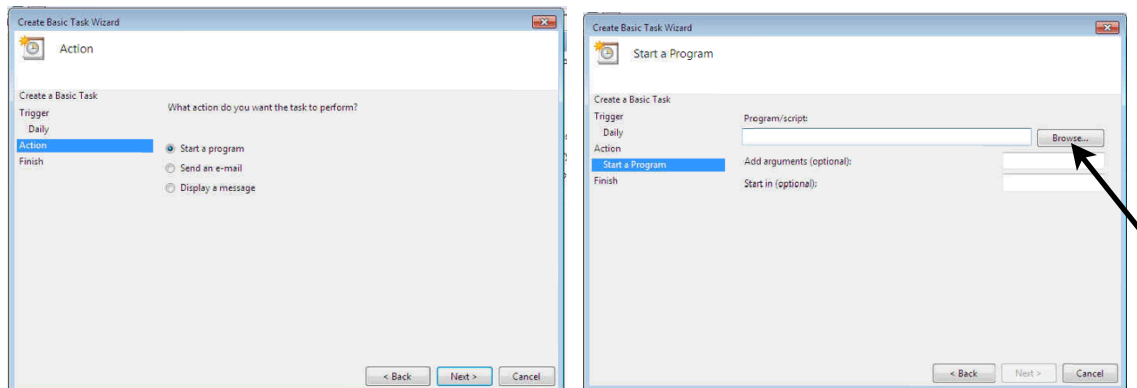 Create Basic Task Wizard
Action
Create a Basic Task
Trigger
Daily
Action
Finish
What action do you want the task to perform?
Start a program
Send an e-mail
Display a message
< Back
Next >
Cancel
Create Basic Task Wizard
Start a Program
Create a Basic Task
Trigger
Daily
Action
Start a Program
Finish
Program/script:
Browse...
Add arguments (optional):
Start in (optional):
< Back
Next >
Cancel